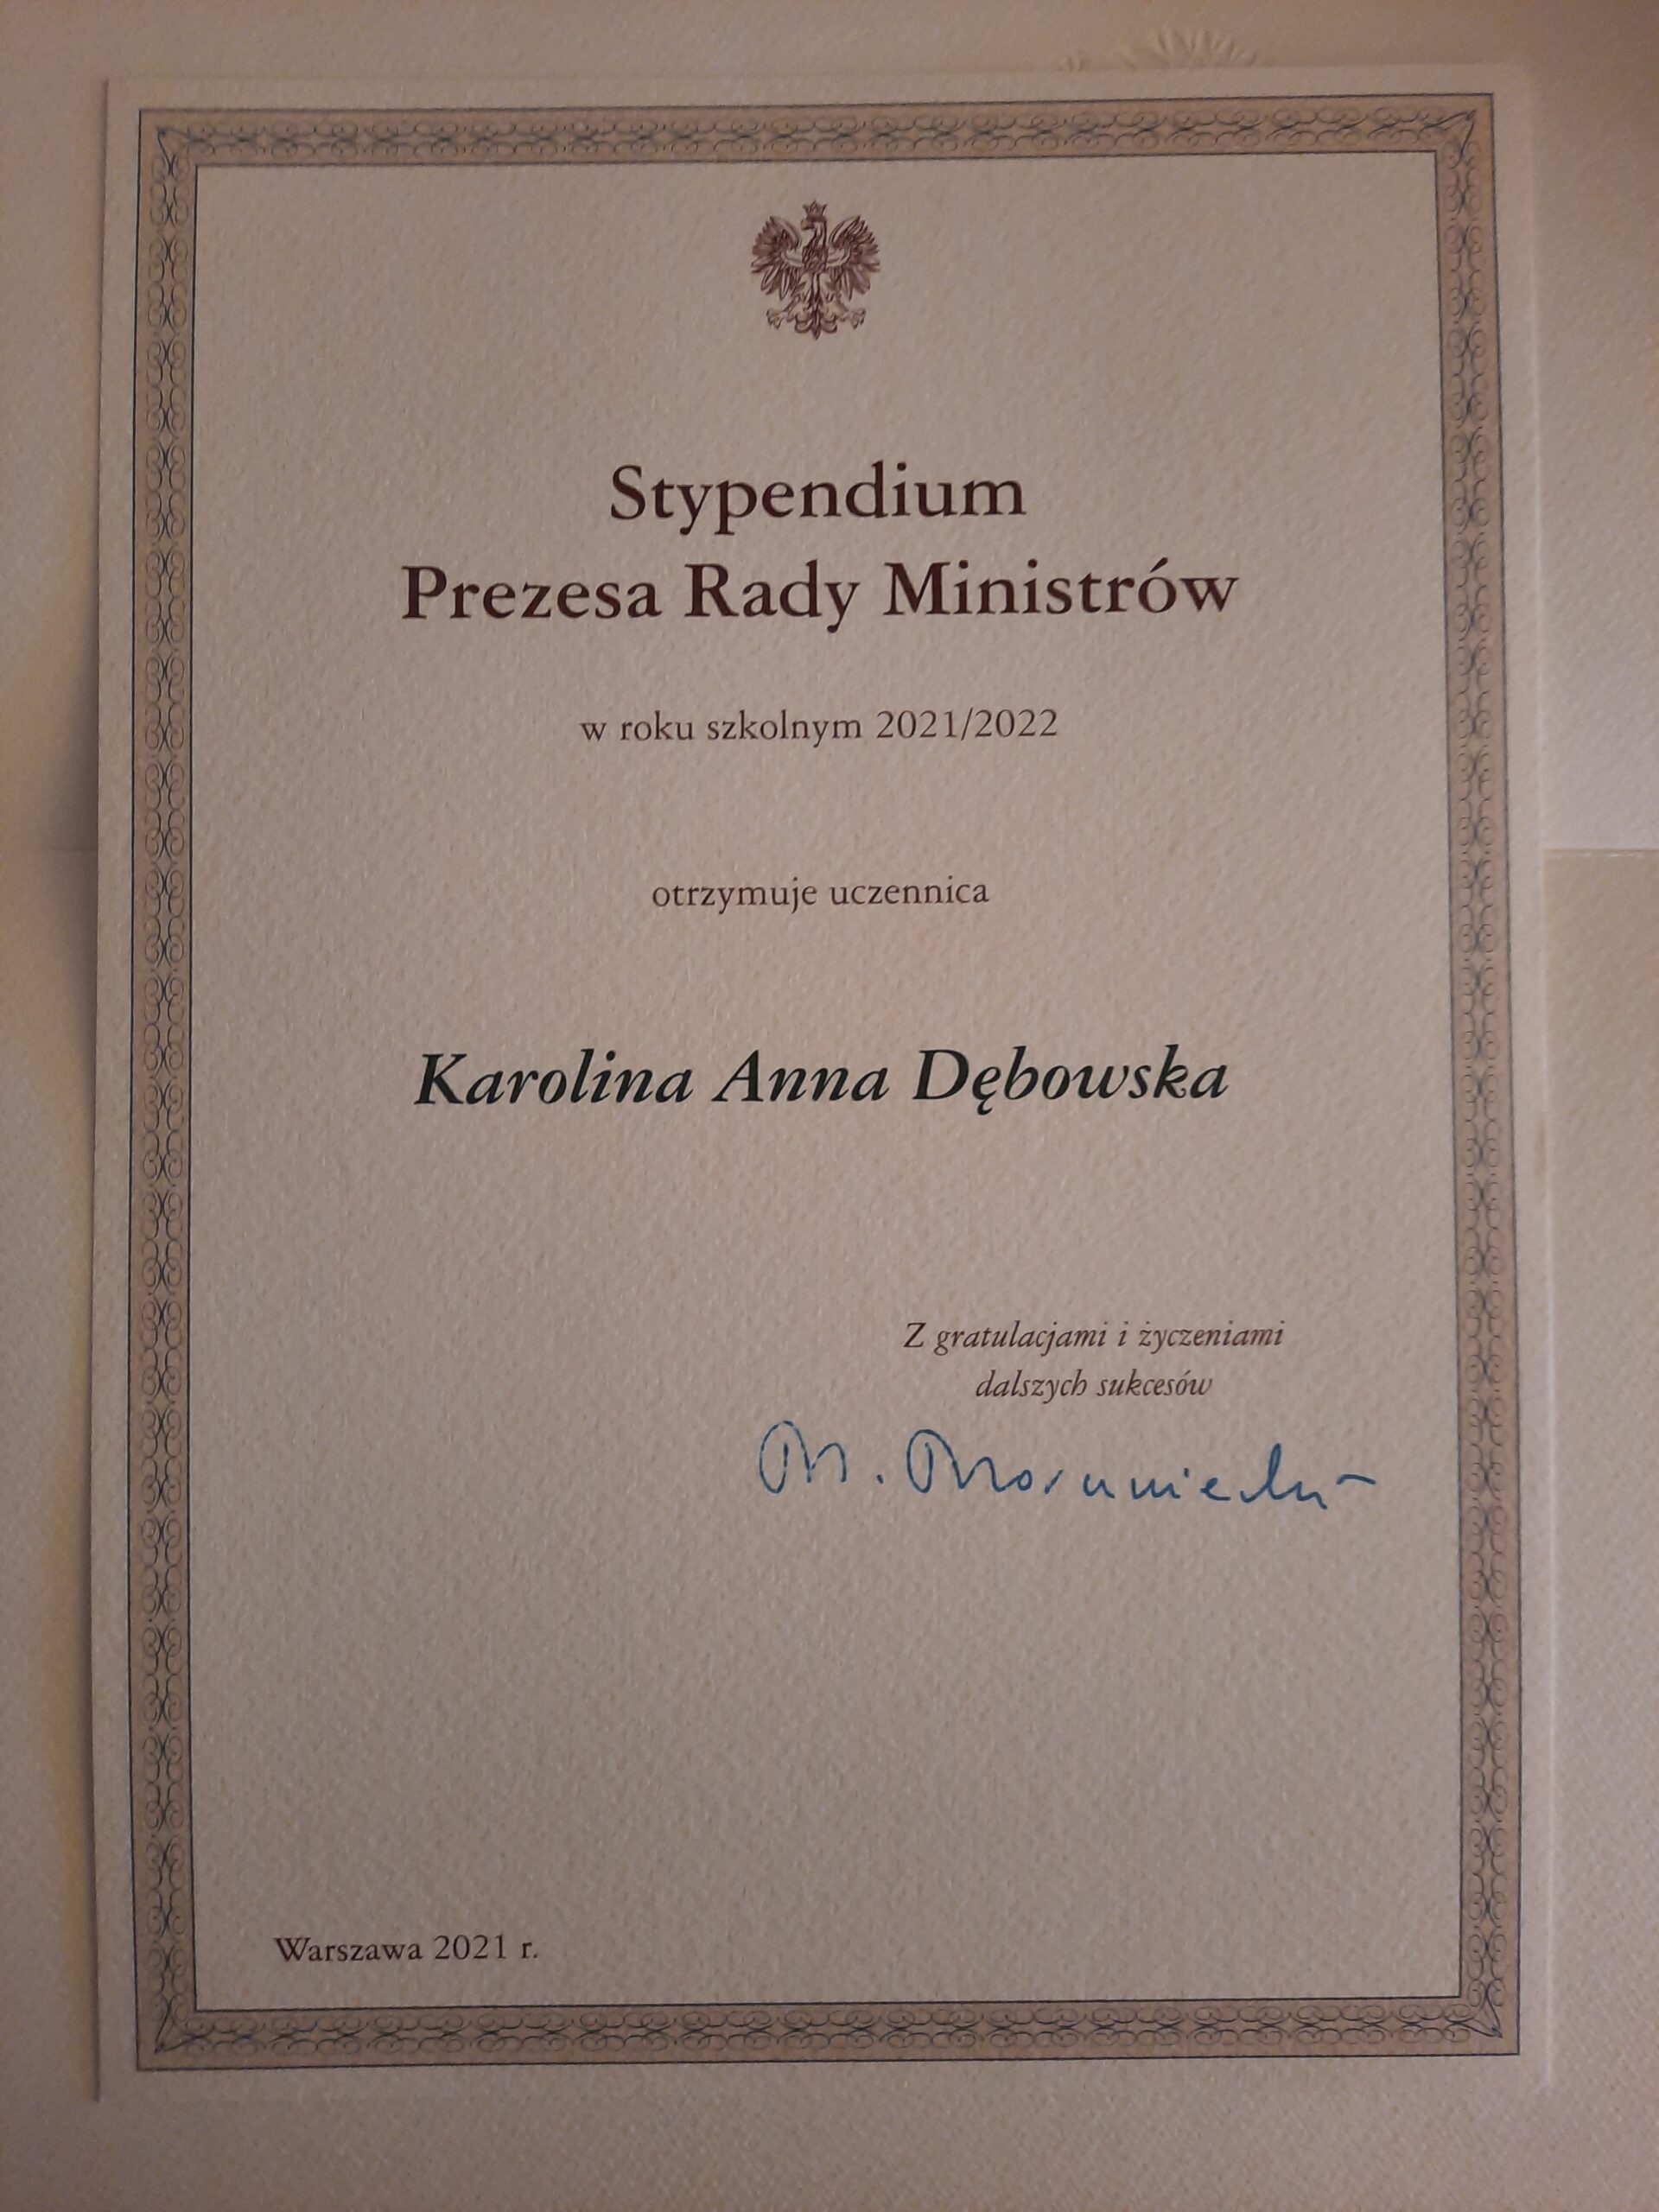 Stypendium
Prezesa Rady Ministrów
w roku szkolnym 2021/2022
otrzymuje uczennica
Karolina Anna Dębowska
Z gratulacjami i życzeniami
dalszych sukcesów
Warszawa 2021 r.